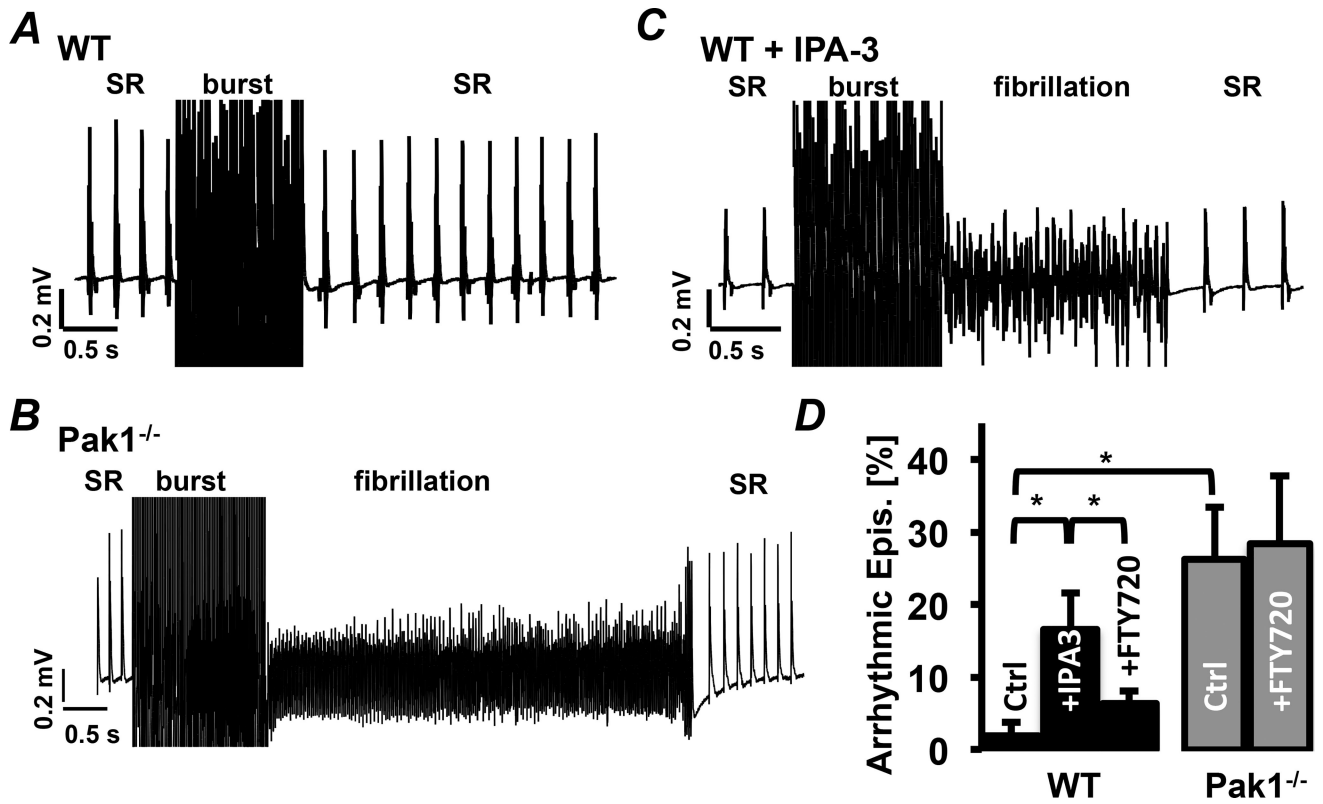 A
WT
SR burst SR
0.2 mV
0.5 s
B
Pak1-/-
SR burst fibrillation SR
0.2 mV
0.5 s
C
WT + IPA-3
SR burst fibrillation SR
0.2 mV
0.5 s
D
Arrhythmic Epis. [%]
40
30
20
10
0
* 
* *
Ctrl
+IPA3
+FTY720
Ctrl
+FTY720
WT Pak1-/-